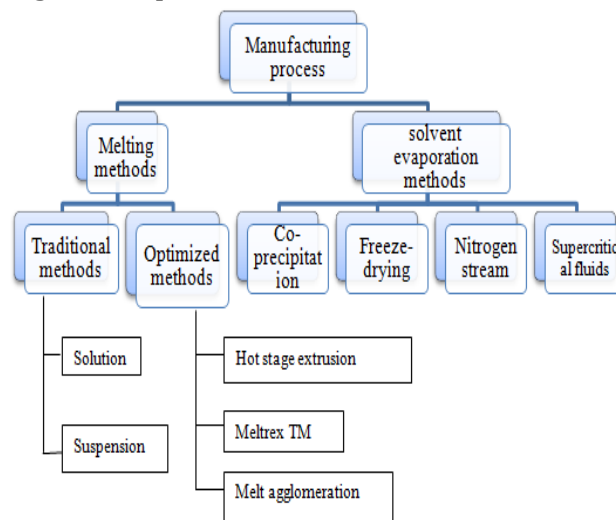 Manufacturing
process
Melting
methods
solvent
evaporation
methods
Traditional
methods
Optimized
methods
Co-
precipitat
ion
Freeze-
drying
Nitrogen
stream
Supercritic
al fluids
Solution
Suspension
Hot stage extrusion
Meltrex TM
Melt agglomeration